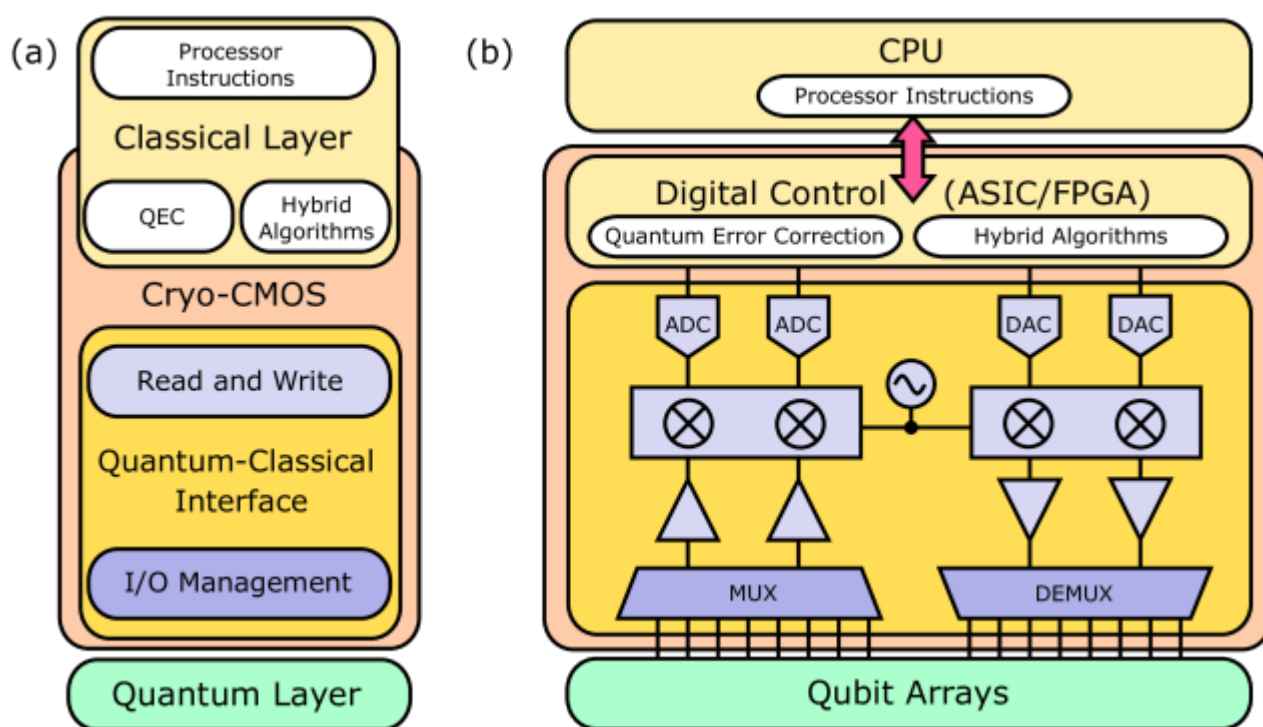 (a)
Processor
Instructions
Classical Layer
QEC
Hybrid
Algorithms
Cryo-CMOS
Read and Write
Quantum-Classical
Interface
I/O Management
Quantum Layer
(b)
CPU
Processor Instructions
Digital Control (ASIC/FPGA)
Quantum Error Correction
Hybrid Algorithms
ADC
ADC
DAC
DAC
MUX
DEMUX
Qubit Arrays